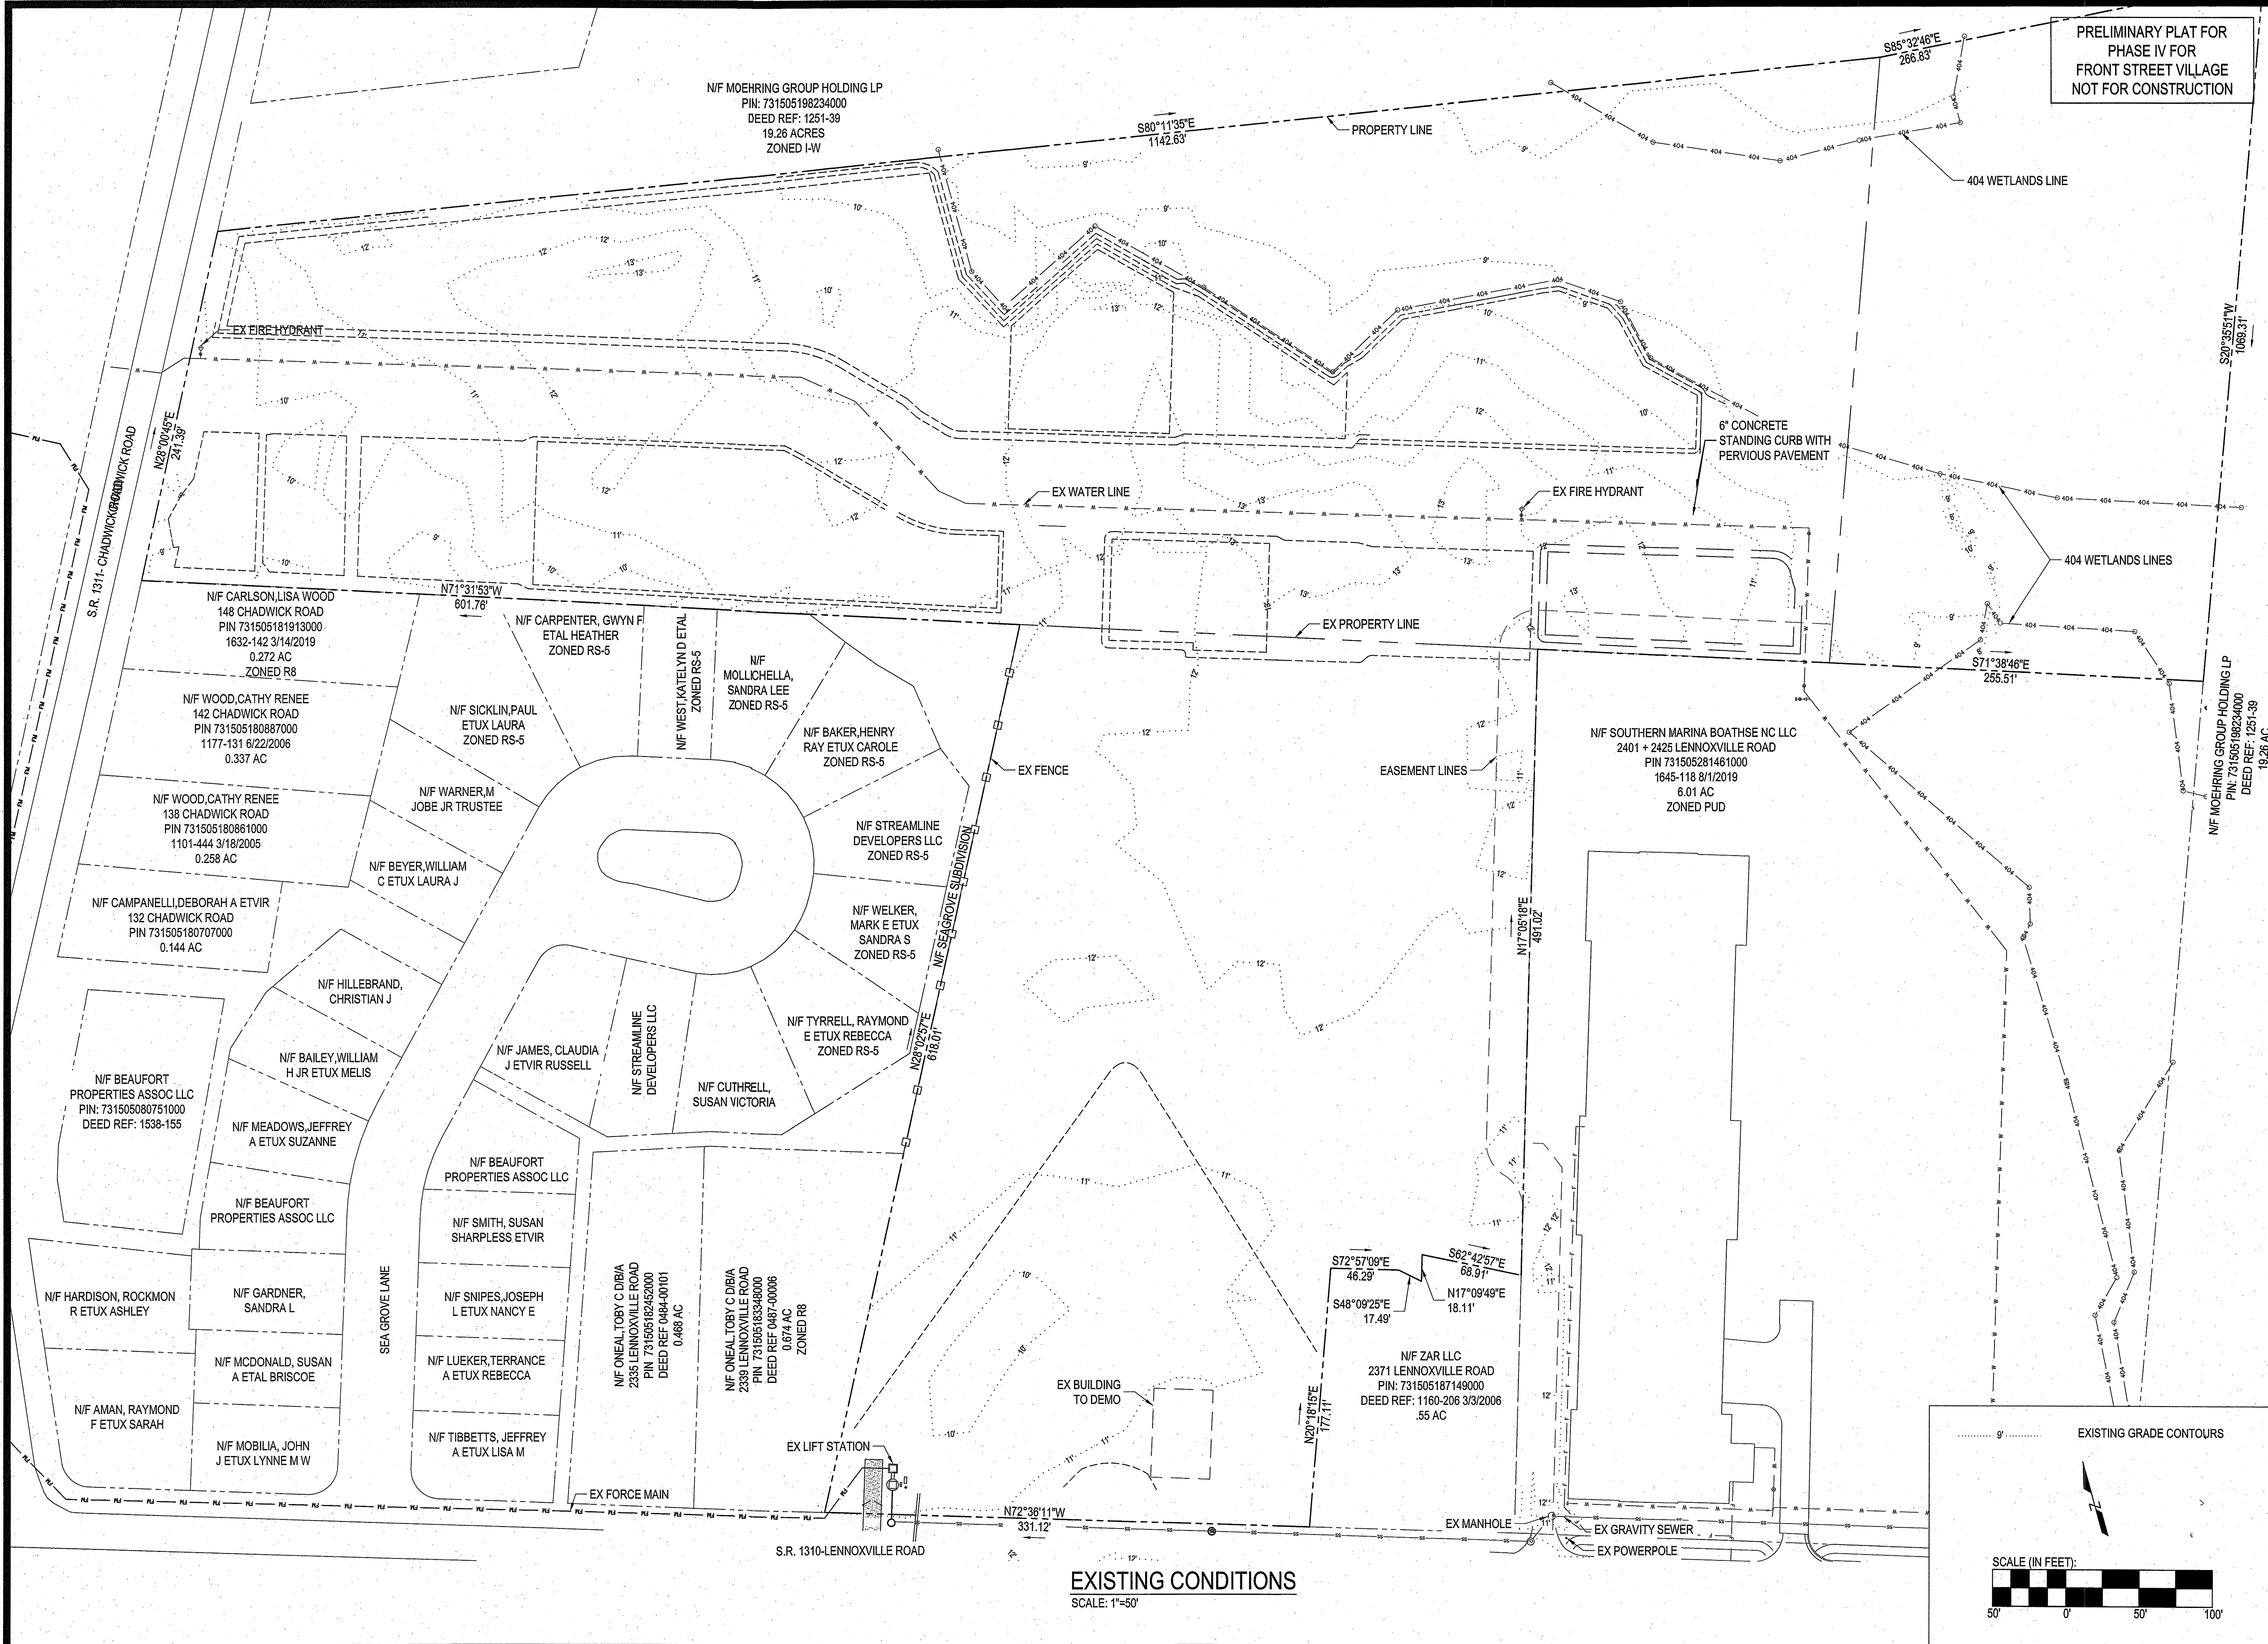 PRELIMINARY PLAT FOR
PHASE IV FOR
FRONT STREET VILLAGE
NOT FOR CONSTRUCTION
S85°32'46"E
266.83'
N/F MOEHRING GROUP HOLDING LP
PIN: 731505198234000
DEED REF: 1251-39
19.26 ACRES
ZONED I-W
S80°11'35"E
1142.63'
PROPERTY LINE
404 WETLANDS LINE
S20°35'51"W
1069.31'
EX FIRE HYDRANT
N28°00'45"E
241.39'
S.R. 1311- CHADWICK ROAD
6" CONCRETE
STANDING CURB WITH
PERVIOUS PAVEMENT
EX WATER LINE
EX FIRE HYDRANT
404 WETLANDS LINES
N71°31'53"W
601.76'
EX PROPERTY LINE
S71°38'46"E
255.51'
N/F CARLSON,LISA WOOD
148 CHADWICK ROAD
PIN 731505181913000
1632-142 3/14/2019
0.272 AC
ZONED R8
N/F CARPENTER, GWYN F
ETAL HEATHER
ZONED RS-5
N/F WEST,KATELYN D ETAL
ZONED RS-5
N/F
MOLLICHELLA,
SANDRA LEE
ZONED RS-5
N/F WOOD,CATHY RENEE
142 CHADWICK ROAD
PIN 731505180887000
1177-131 6/22/2006
0.337 AC
N/F SICKLIN,PAUL
ETUX LAURA
ZONED RS-5
N/F BAKER,HENRY
RAY ETUX CAROLE
ZONED RS-5
EX FENCE
EASEMENT LINES
N/F SOUTHERN MARINA BOATHSE NC LLC
2401 + 2425 LENNOXVILLE ROAD
PIN 731505281461000
1645-118 8/1/2019
6.01 AC
ZONED PUD
N/F MOEHRING GROUP HOLDING LP
PIN: 731505198234000
DEED REF: 1251-39
19.26 AC
N/F WOOD,CATHY RENEE
138 CHADWICK ROAD
PIN 731505180861000
1101-444 3/18/2005
0.258 AC
N/F WARNER,M
JOBE JR TRUSTEE
N/F STREAMLINE
DEVELOPERS LLC
ZONED RS-5
N/F BEYER,WILLIAM
C ETUX LAURA J
N/F SEAGROVE SUBDIVISION
N/F CAMPANELLI,DEBORAH A ETVIR
132 CHADWICK ROAD
PIN 731505180707000
0.144 AC
N/F WELKER,
MARK E ETUX
SANDRA S
ZONED RS-5
N17°05'18"E
491.02'
N/F HILLEBRAND,
CHRISTIAN J
N/F TYRRELL, RAYMOND
E ETUX REBECCA
ZONED RS-5
N28°02'57"E
618.01'
N/F JAMES, CLAUDIA
J ETVIR RUSSELL
N/F STREAMLINE
DEVELOPERS LLC
N/F CUTHRELL,
SUSAN VICTORIA
N/F BAILEY,WILLIAM
H JR ETUX MELIS
N/F BEAUFORT
PROPERTIES ASSOC LLC
PIN: 731505080751000
DEED REF: 1538-155
N/F MEADOWS,JEFFREY
A ETUX SUZANNE
N/F BEAUFORT
PROPERTIES ASSOC LLC
N/F BEAUFORT
PROPERTIES ASSOC LLC
N/F SMITH, SUSAN
SHARPLESS ETVIR
N/F HARDISON, ROCKMON
R ETUX ASHLEY
N/F GARDNER,
SANDRA L
SEA GROVE LANE
N/F SNIPES,JOSEPH
L ETUX NANCY E
N/F ONEAL,TOBY C D/B/A
2335 LENNOXVILLE ROAD
PIN 731505182452000
DEED REF 0484-00101
0.468 AC
N/F ONEAL,TOBY C D/B/A
2339 LENNOXVILLE ROAD
PIN 731505183348000
DEED REF 0487-00006
0.674 AC
ZONED R8
S72°57'09"E
46.29'
S62°42'57"E
68.91'
S48°09'25"E
17.49'
N17°09'49"E
18.11'
N/F MCDONALD, SUSAN
A ETAL BRISCOE
N/F LUEKER,TERRANCE
A ETUX REBECCA
N/F ZAR LLC
2371 LENNOXVILLE ROAD
PIN: 731505187149000
DEED REF: 1160-206 3/3/2006
.55 AC
N20°18'15"E
177.11'
EX BUILDING
TO DEMO
N/F AMAN, RAYMOND
F ETUX SARAH
N/F MOBILIA, JOHN
J ETUX LYNNE M W
N/F TIBBETTS, JEFFREY
A ETUX LISA M
EX LIFT STATION
EX FORCE MAIN
N72°36'11"W
331.12'
EX MANHOLE
EX GRAVITY SEWER
EX POWERPOLE
S.R. 1310-LENNOXVILLE ROAD
EXISTING CONDITIONS
SCALE: 1"=50'
9' EXISTING GRADE CONTOURS
SCALE (IN FEET):
50' 0' 50' 100'